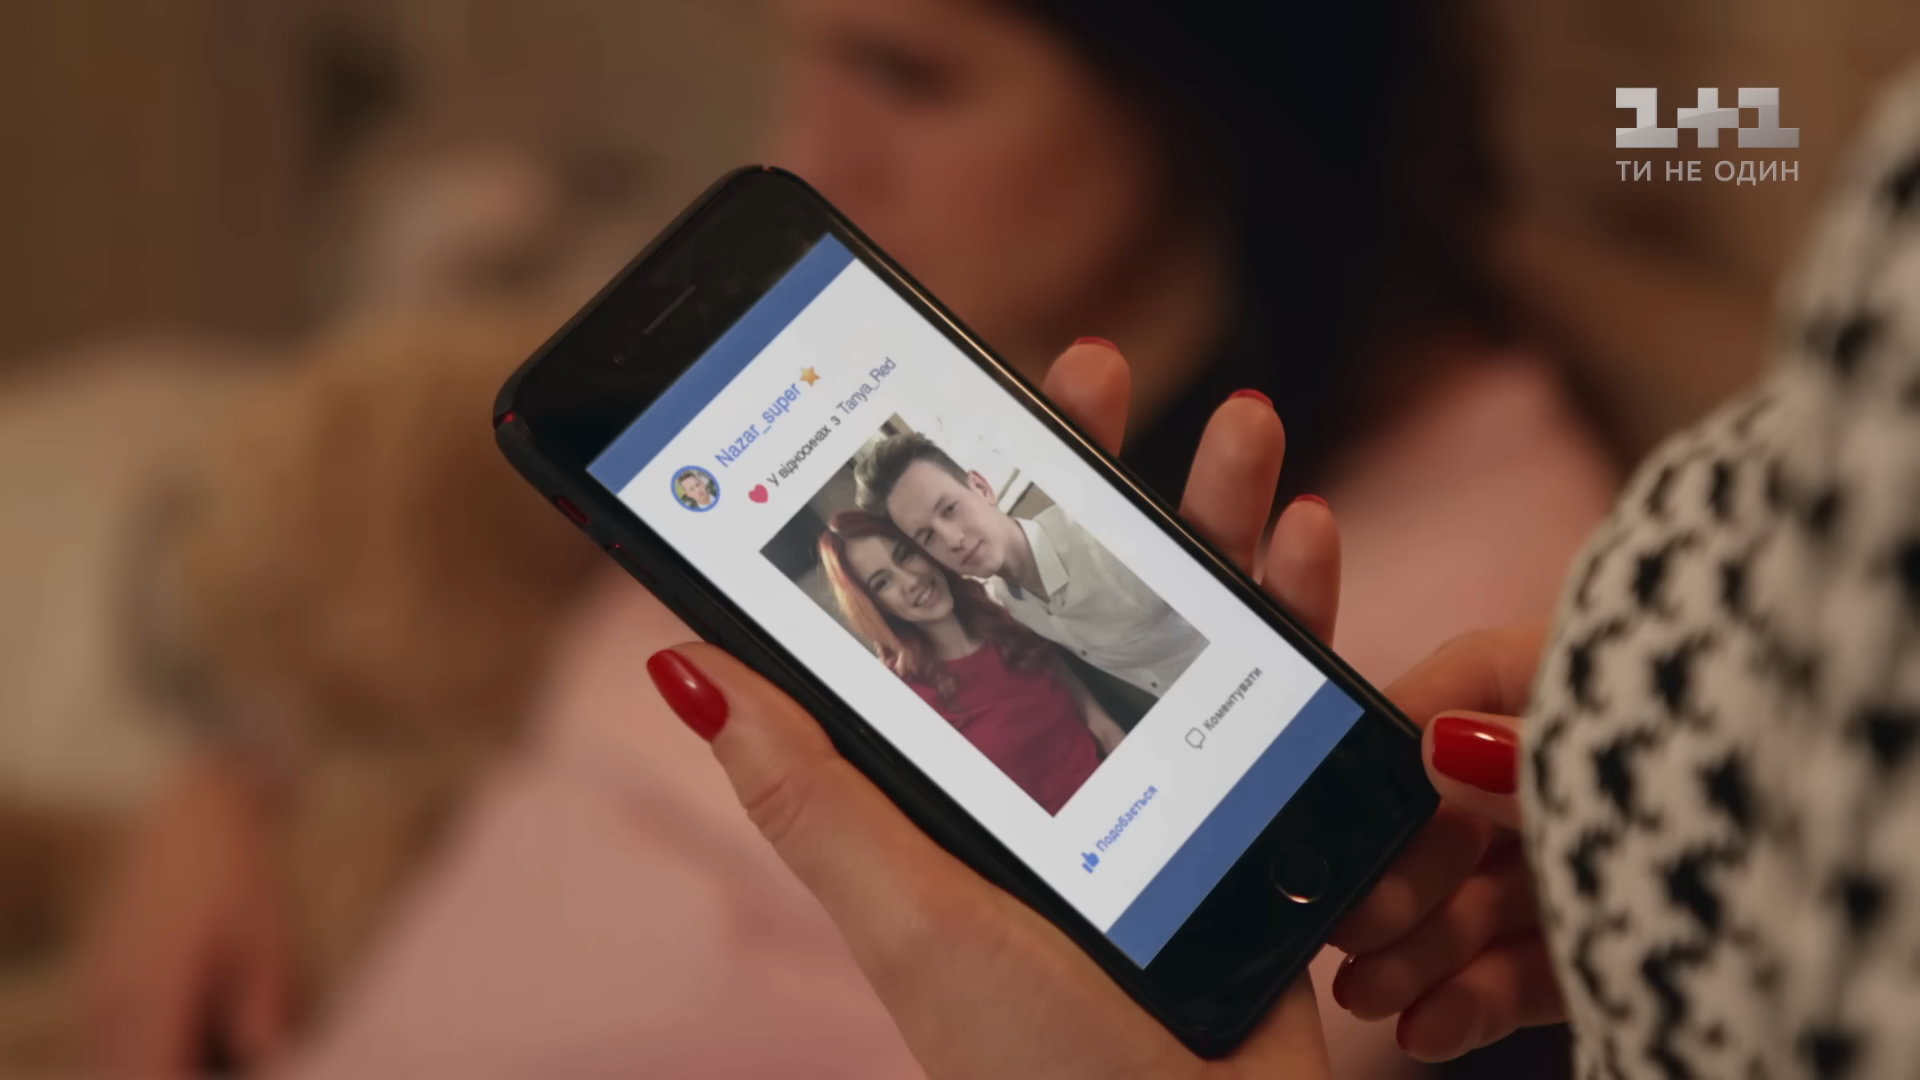 1+1
ТИ НЕ ОДИН
Nazar_super
У відносинах з Tanya_Red
Подобається
Коментувати